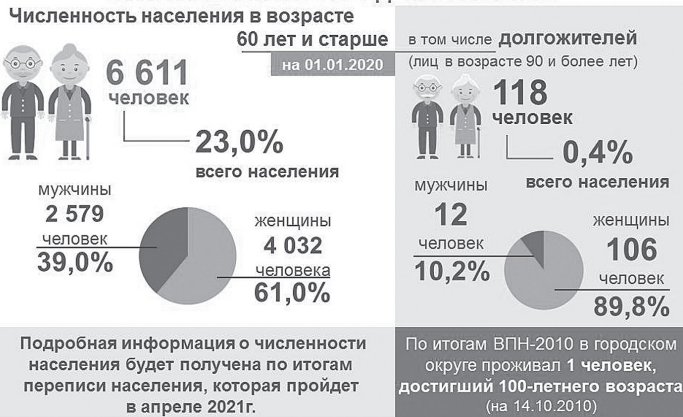 Численность населения в возрасте
60 лет и старше
на 01.01.2020
6 611
человек
23,0%
всего населения
мужчины
2 579
человек
39,0%
женщины
4 032
человека
61,0%
Подробная информация о численности
населения будет получена по итогам
переписи населения, которая пройдет
в апреле 2021г.
в том числе долгожителей
(лиц в возрасте 90 и более лет)
118
человек
0,4%
всего населения
мужчины
12
человек
10,2%
женщины
106
человек
89,8%
По итогам ВПН-2010 в городском
округе проживал 1 человек,
достигший 100-летнего возраста
(на 14.10.2010)